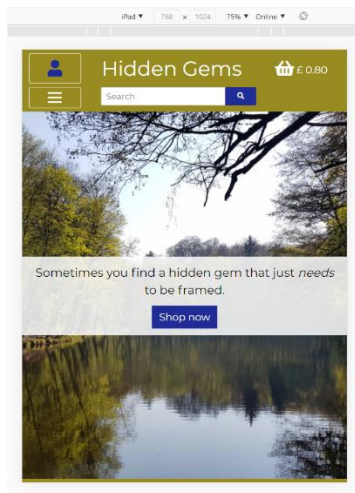 iPad ▼ 768 x 1024 75% ▼ Online ▼
Hidden Gems
£ 0.80
Search
Sometimes you find a hidden gem that just needs
to be framed.
Shop now